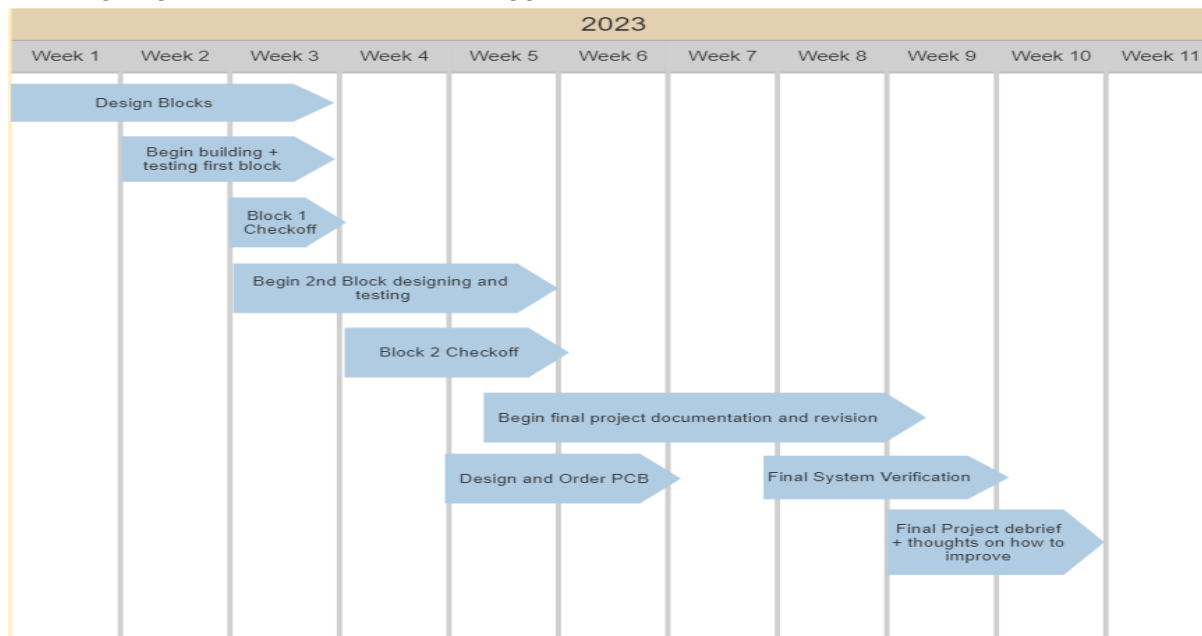 2023
Week 1 Week 2 Week 3 Week 4 Week 5 Week 6 Week 7 Week 8 Week 9 Week 10 Week 11
Design Blocks
Begin building +
testing first block
Block 1
Checkoff
Begin 2nd Block designing and
testing
Block 2 Checkoff
Begin final project documentation and revision
Design and Order PCB
Final System Verification
Final Project debrief
+ thoughts on how to
improve